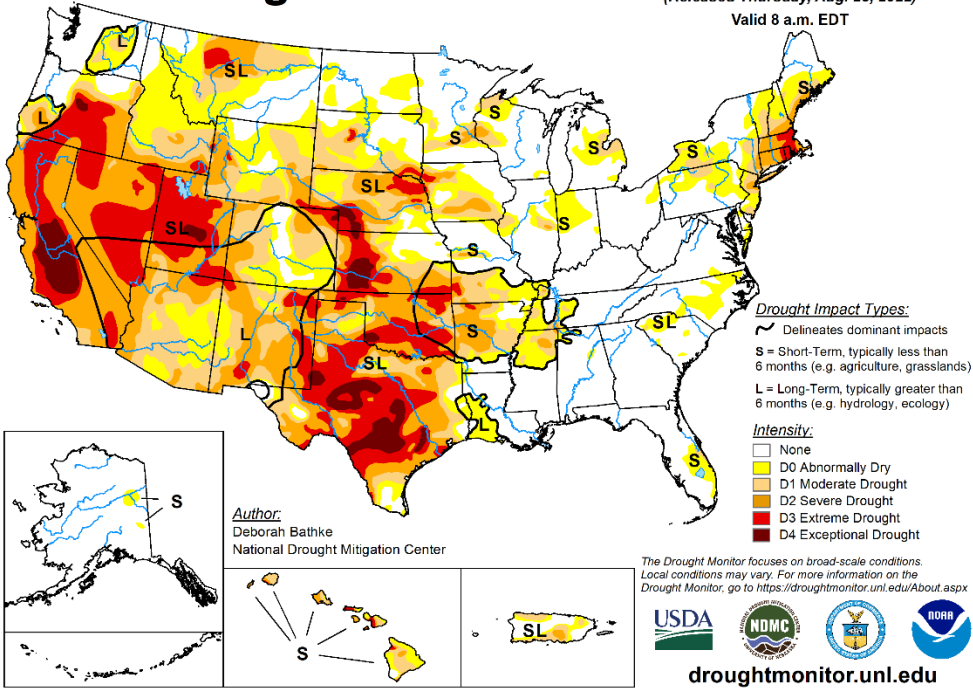 Valid 8 a.m. EDT
L
SL
L
S
S
S
S
S
SL
SL
S
S
S
L
SL
SL
L
S
S
Drought Impact Types:
Delineates dominant impacts
S = Short-Term, typically less than
6 months (e.g. agriculture, grasslands)
L = Long-Term, typically greater than
6 months (e.g. hydrology, ecology)
Intensity:
None
D0 Abnormally Dry
D1 Moderate Drought
D2 Severe Drought
D3 Extreme Drought
D4 Exceptional Drought
Author:
Deborah Bathke
National Drought Mitigation Center
S
SL
The Drought Monitor focuses on broad-scale conditions.
Local conditions may vary. For more information on the
Drought Monitor, go to https://droughtmonitor.unl.edu/About.aspx
USDA
NDMC
NOAA
droughtmonitor.unl.edu